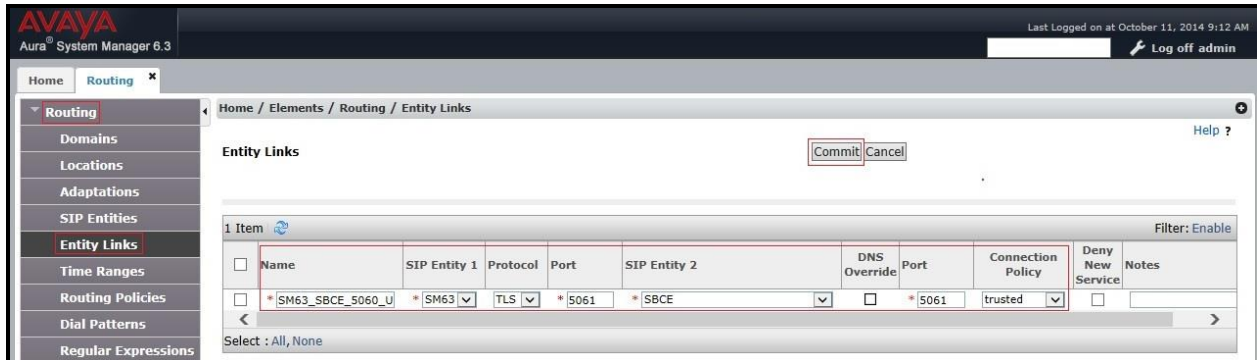 AVAYA
Aura® System Manager 6.3
Last Logged on at October 11, 2014 9:12 AM
Log off admin
Home
Routing ×
Routing
Domains
Locations
Adaptations
SIP Entities
Entity Links
Time Ranges
Routing Policies
Dial Patterns
Regular Expressions
Home / Elements / Routing / Entity Links
Help ?
Entity Links
Commit Cancel
1 Item
Filter: Enable
Name SIP Entity 1 Protocol Port SIP Entity 2 DNS Override Port Connection Policy Deny New Service Notes
* SM63_SBCE_5060_U * SM63 TLS * 5061 * SBCE * 5061 trusted
Select : All, None